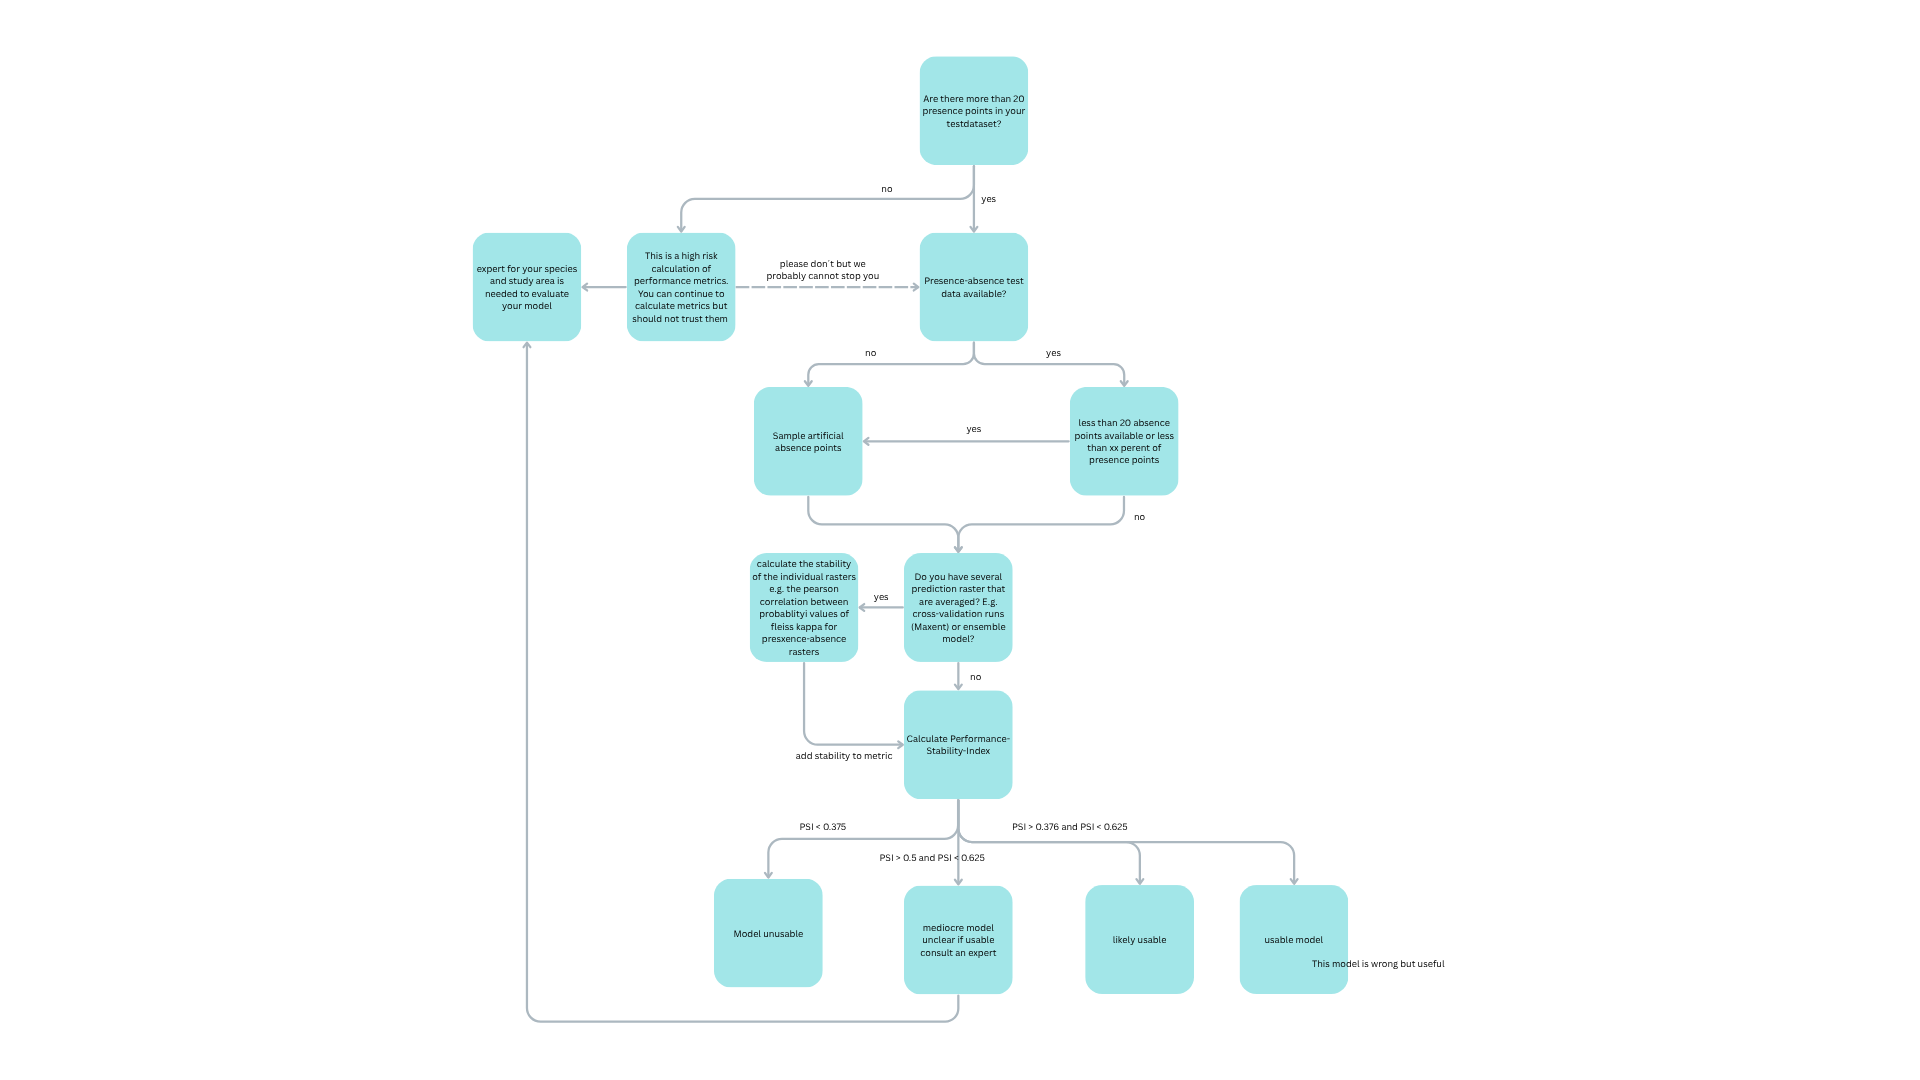 Are there more than 20
presence points in your
testdataset?
no
yes
expert for your species
and study area is
needed to evaluate
your model
This is a high risk
calculation of
performance metrics.
You can continue to
calculate metrics but
should not trust them
please don´t but we
probably cannot stop you
Presence-absence test
data available?
no
yes
Sample artificial
absence points
yes
less than 20 absence
points available or less
than xx perent of
presence points
no
calculate the stability
of the individual rasters
e.g. the pearson
correlation between
probablityi values of
fleiss kappa for
presxence-absence
rasters
yes
Do you have several
prediction raster that
are averaged? E.g.
cross-validation runs
(Maxent) or ensemble
model?
no
Calculate Performance-
Stability-Index
add stability to metric
PSI < 0.375
PSI > 0.376 and PSI < 0.625
PSI > 0.5 and PSI < 0.625
Model unusable
mediocre model
unclear if usable
consult an expert
likely usable
usable model
This model is wrong but useful